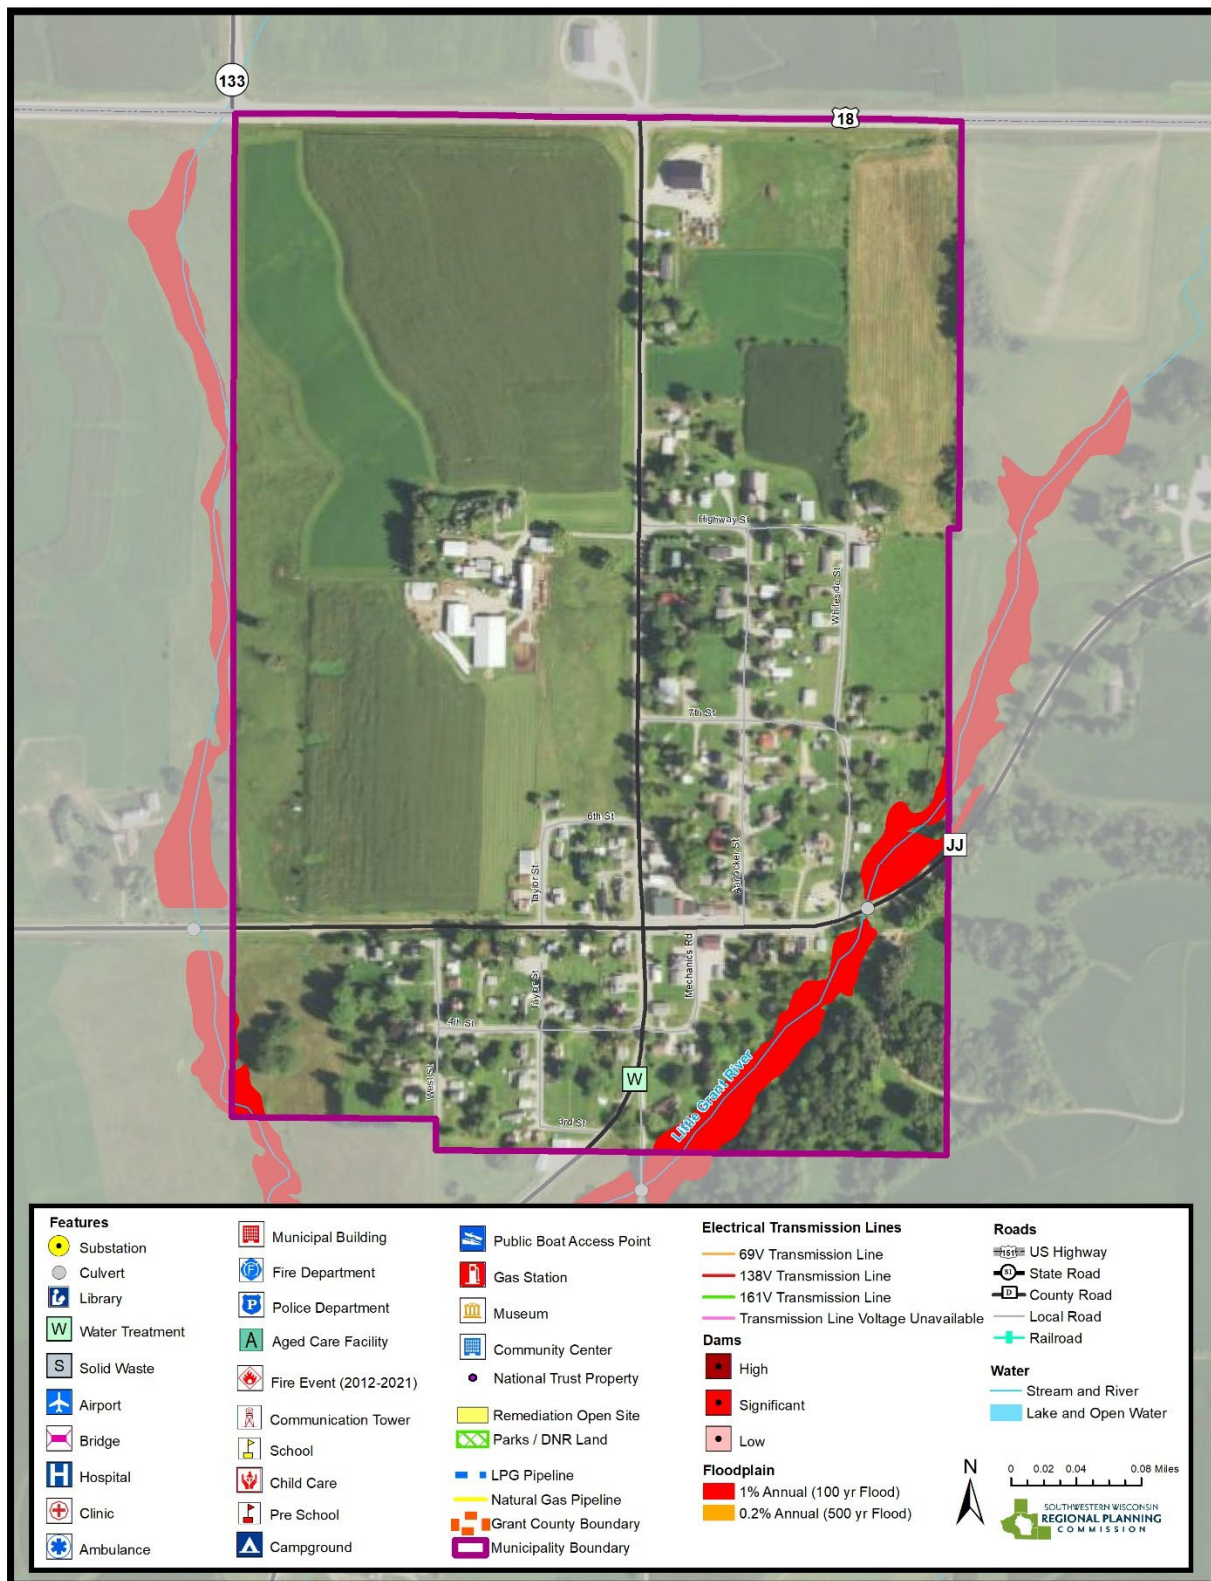 133
18
Highway St
Whiteside St
7th St
6th St
Taylor St
JJ
Mechanics Rd
Taylor St
4th St
West St
W
Little Grant River
3rd St
Features
Substation
Culvert
Library
W Water Treatment
S Solid Waste
Airport
Bridge
H Hospital
Clinic
Ambulance
Municipal Building
F Fire Department
P Police Department
A Aged Care Facility
Fire Event (2012-2021)
Communication Tower
School
Child Care
Pre School
Campground
Public Boat Access Point
Gas Station
Museum
Community Center
National Trust Property
Remediation Open Site
Parks / DNR Land
LPG Pipeline
Natural Gas Pipeline
Grant County Boundary
Municipality Boundary
Electrical Transmission Lines
69V Transmission Line
138V Transmission Line
161V Transmission Line
Transmission Line Voltage Unavailable
Dams
High
Significant
Low
Floodplain
1% Annual (100 yr Flood)
0.2% Annual (500 yr Flood)
Roads
151 US Highway
81 State Road
D County Road
Local Road
Railroad
Water
Stream and River
Lake and Open Water
N
0 0.02 0.04 0.08 Miles
SOUTHWESTERN WISCONSIN
REGIONAL PLANNING
COMMISSION